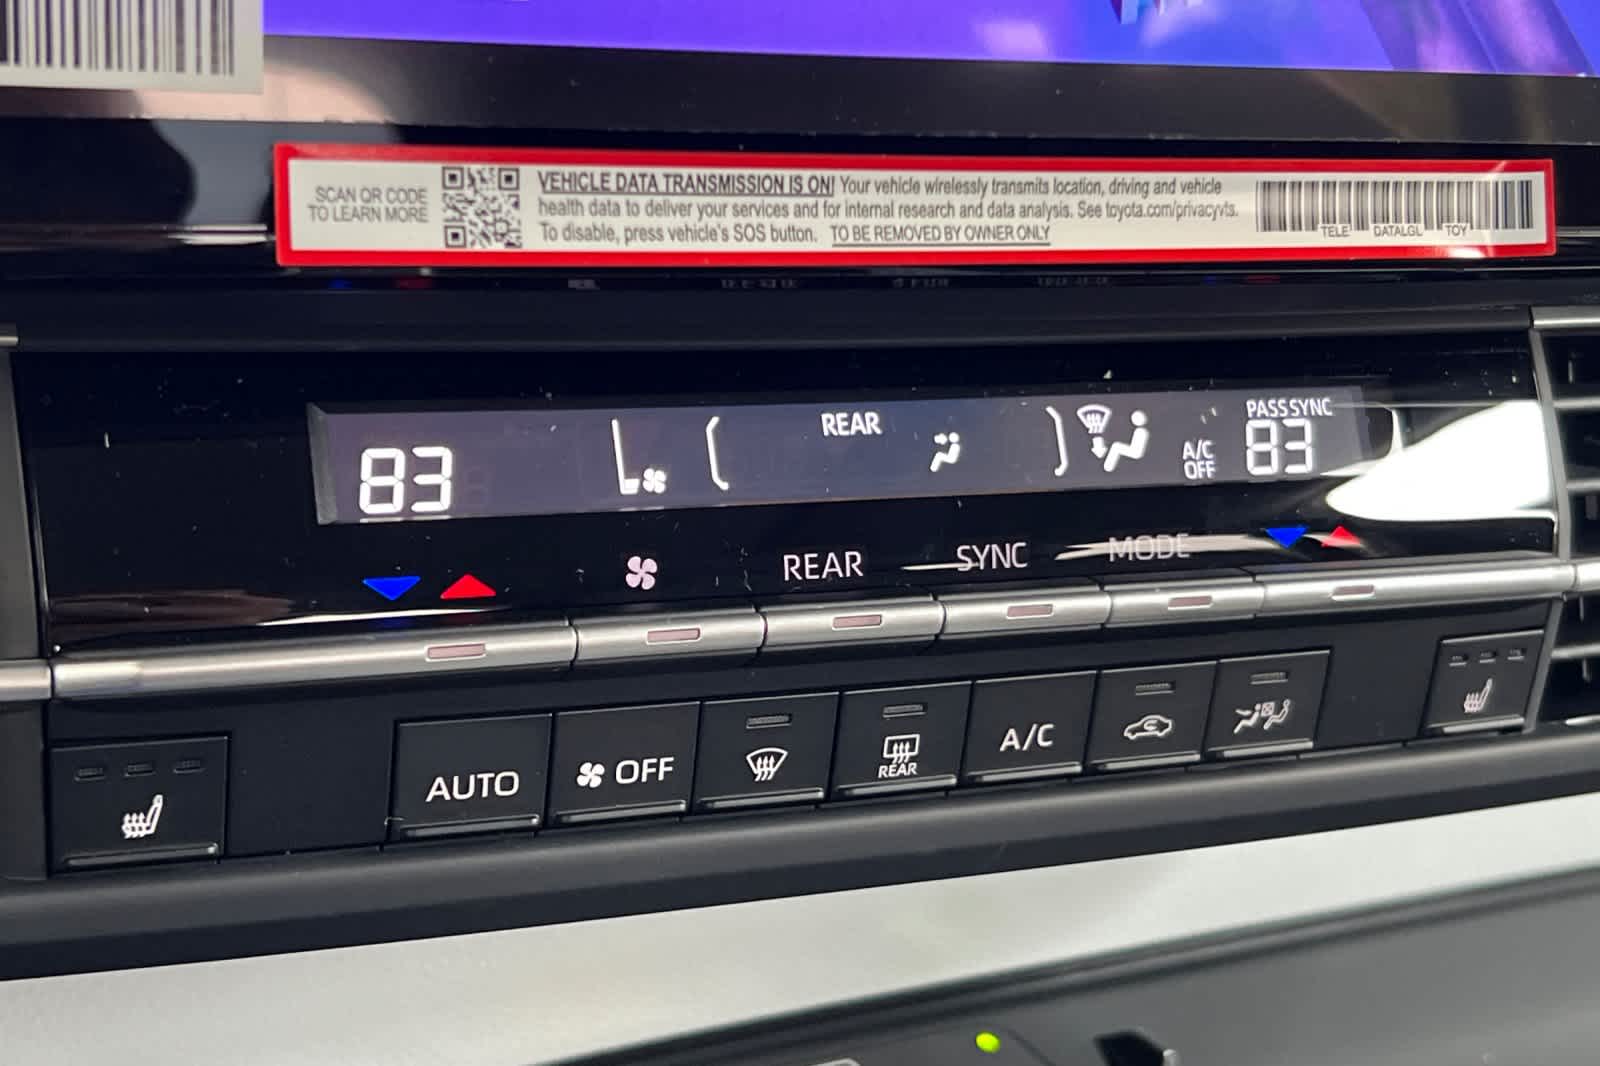 SCAN QR CODE
TO LEARN MORE
VEHICLE DATA TRANSMISSION IS ON! Your vehicle wirelessly transmits location, driving and vehicle
health data to deliver your services and for internal research and data analysis. See toyota.com/privacyvts.
To disable, press vehicle's SOS button. TO BE REMOVED BY OWNER ONLY
TELE DATALGL TOY
83
REAR
A/C
OFF
PASS SYNC
83
REAR
SYNC
MODE
AUTO
OFF
REAR
A/C